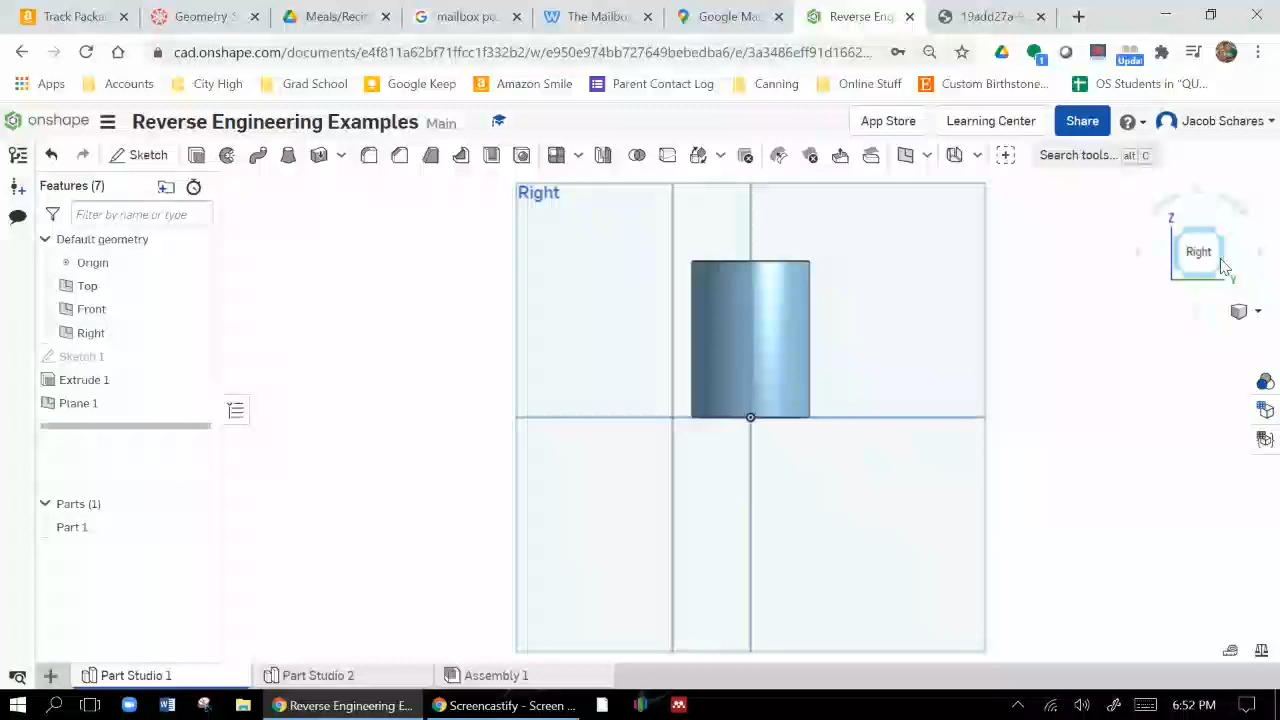 Track Packa
Geometry S
Meals/Recip
mailbox po
The Mailbo
Google Ma
Reverse Eng
19add27a-
cad.onshape.com/documents/e4f811a62bf71ffcc1f332b2/w/e950e974bb727649bebedba6/e/3a3486eff91d1662...
1
Updat
Apps
Accounts
City High
Grad School
Google Keep
Amazon Smile
Parent Contact Log
Canning
Online Stuff
Custom Birthstone...
OS Students in "QU...
onshape
Reverse Engineering Examples
Main
App Store
Learning Center
Share
Jacob Schares
Sketch
Search tools...
alt
C
Features (7)
Filter by name or type
Default geometry
Origin
Top
Front
Right
Sketch 1
Extrude 1
Plane 1
Parts (1)
Part 1
Right
Z
Right
Y
Part Studio 1
Part Studio 2
Assembly 1
Reverse Engineering E...
Screencastify - Screen ...
6:52 PM